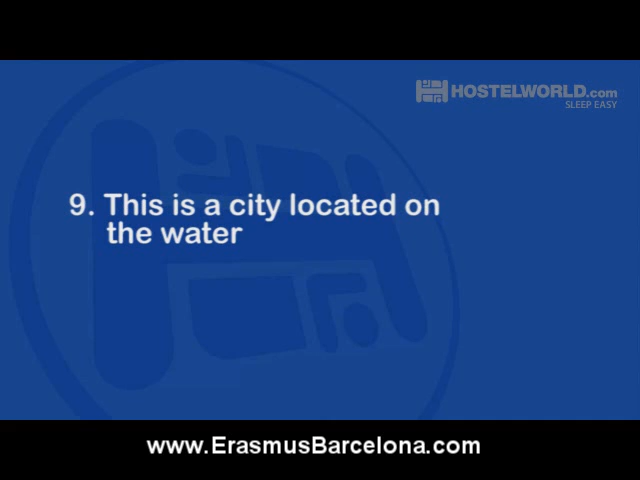 HOSTELWORLD.com
SLEEP EASY
9. This is a city located on
the water
www.ErasmusBarcelona.com